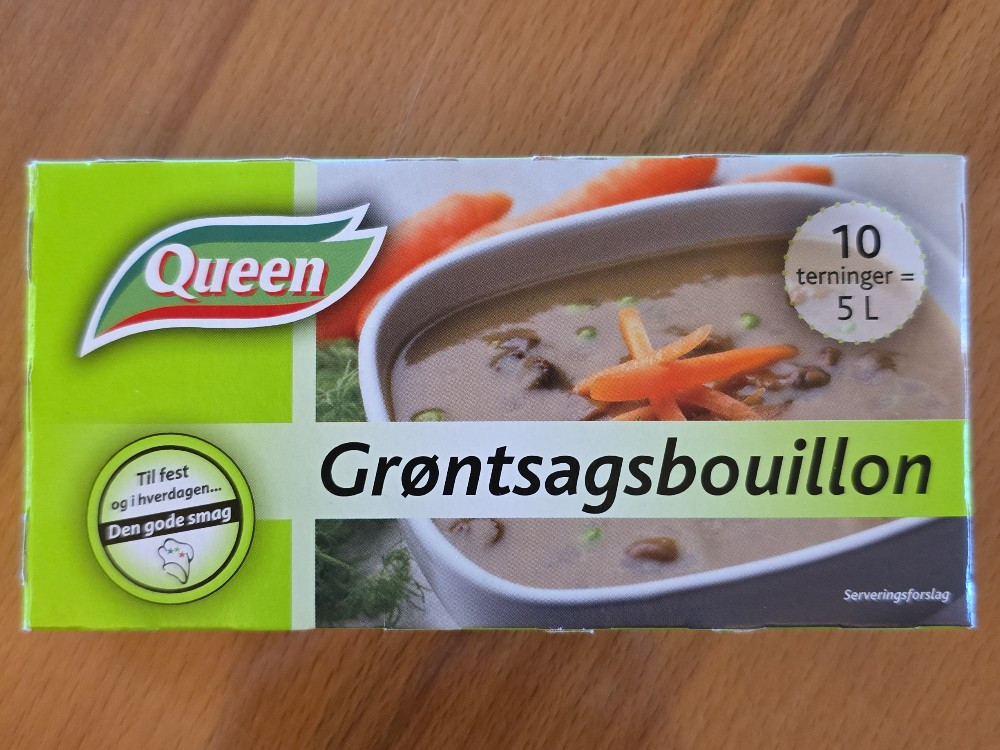 Queen
10
terninger =
5 L
Grøntsagsbouillon
Til fest
og i hverdagen...
Den gode smag
Serveringsforslag